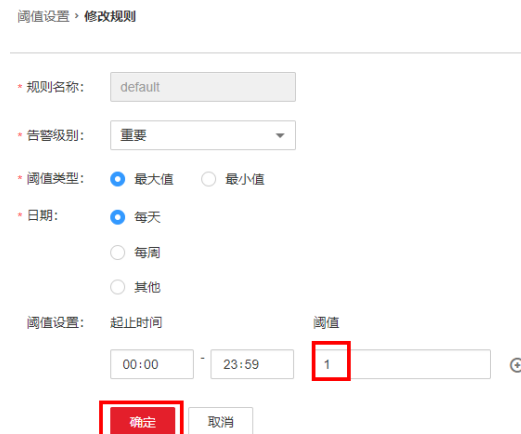 阈值设置 › 修改规则
* 规则名称: default
* 告警级别: 重要
* 阈值类型: 最大值 最小值
* 日期: 每天
每周
其他
阈值设置: 起止时间 阈值
00:00 - 23:59 1
确定 取消